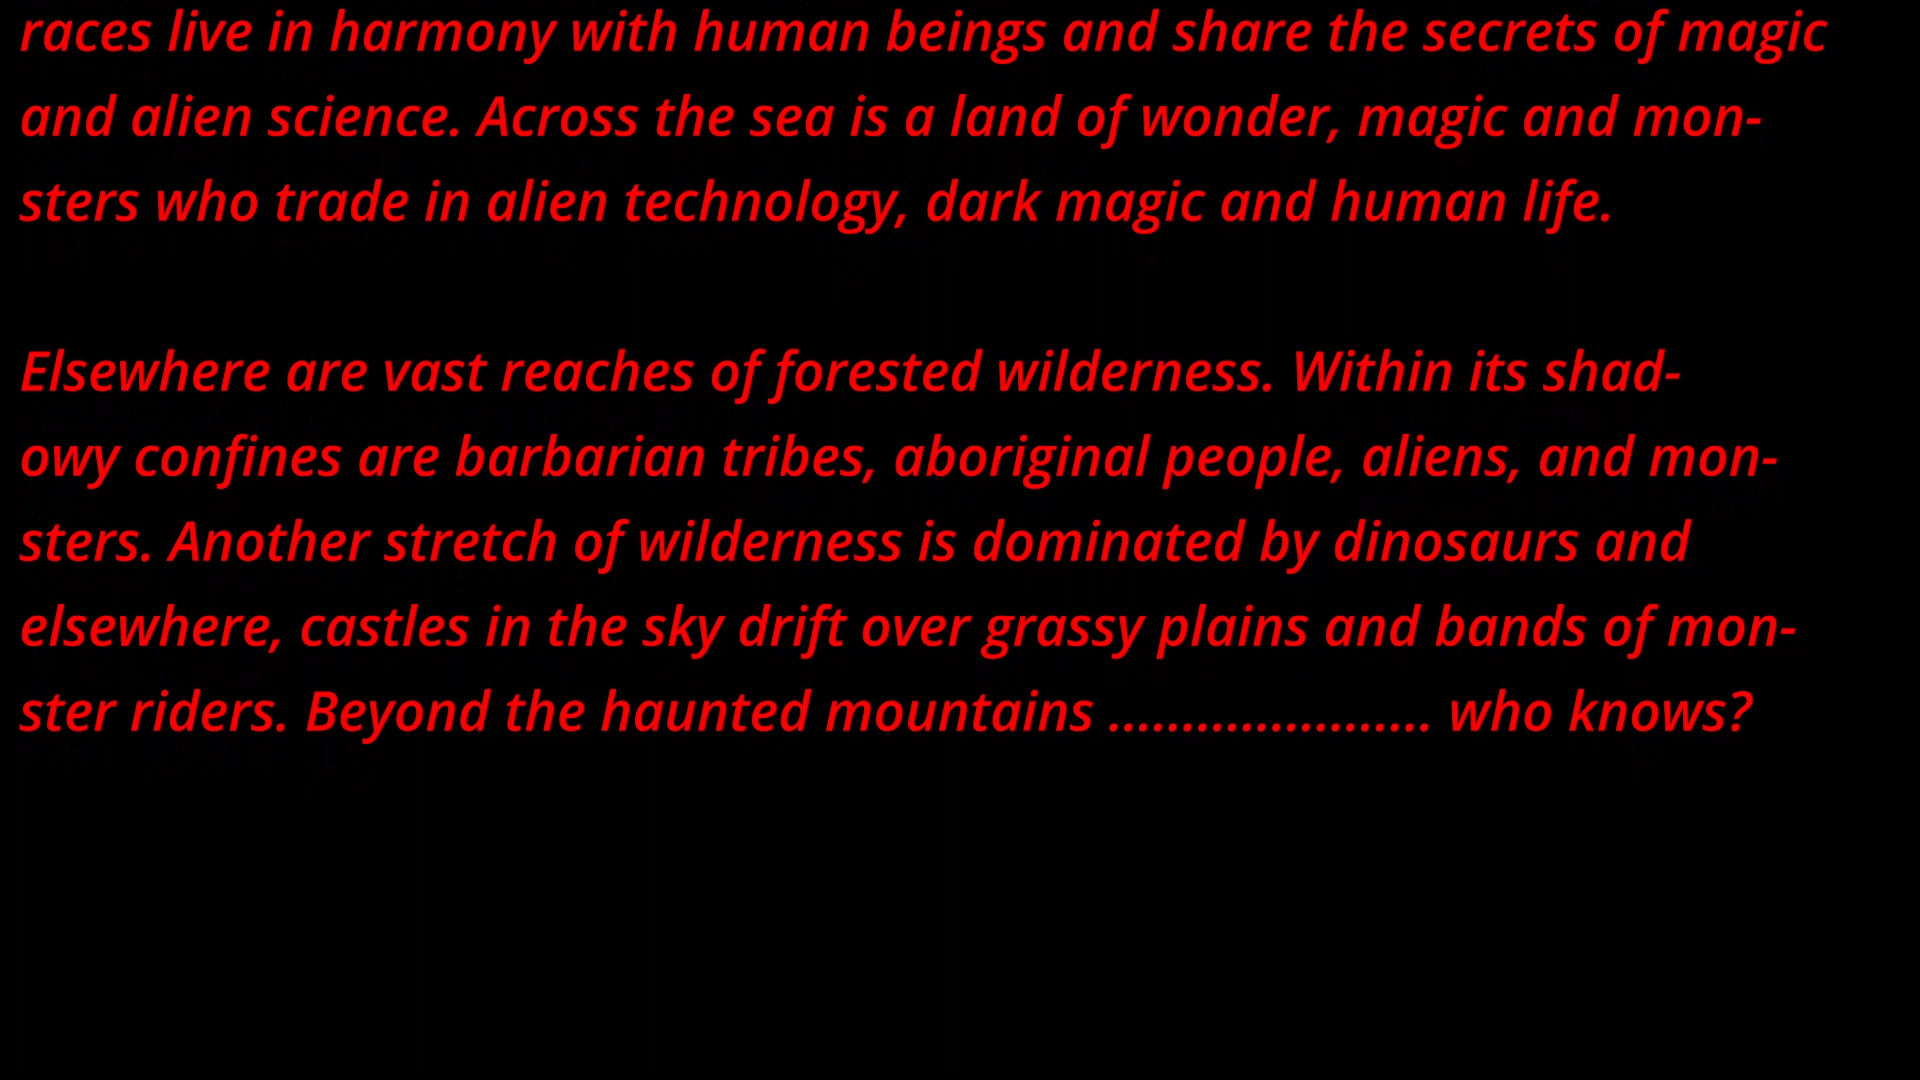 races live in harmony with human beings and share the secrets of magic
and alien science. Across the sea is a land of wonder, magic and mon-
sters who trade in alien technology, dark magic and human life.
Elsewhere are vast reaches of forested wilderness. Within its shad-
owy confines are barbarian tribes, aboriginal people, aliens, and mon-
sters. Another stretch of wilderness is dominated by dinosaurs and
elsewhere, castles in the sky drift over grassy plains and bands of mon-
ster riders. Beyond the haunted mountains ...................... who knows?